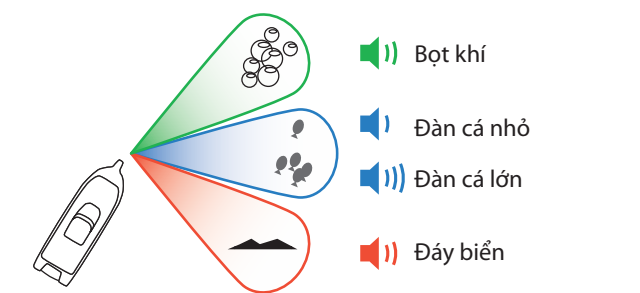 Bọt khí
Đàn cá nhỏ
Đàn cá lớn
Đáy biển